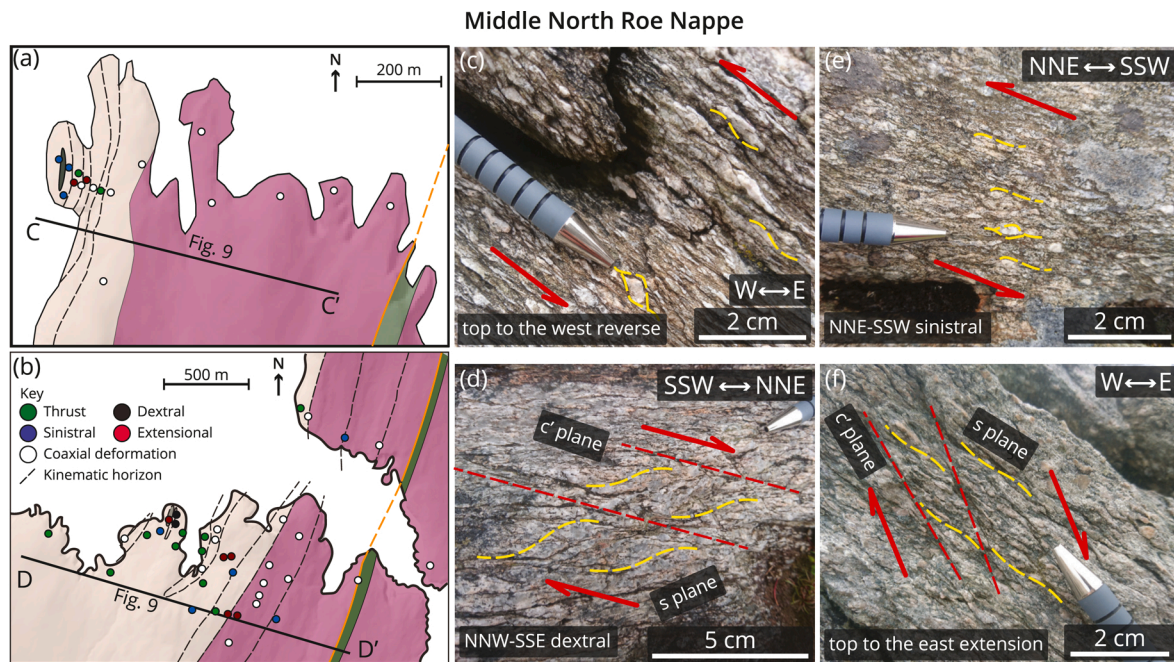 Middle North Roe Nappe
(a)
N
200 m
C
Fig. 9
C'
(b)
500 m
N
Key
Thrust
Dextral
Sinistral
Extensional
Coaxial deformation
Kinematic horizon
D
Fig. 9
D'
(c)
W↔E
top to the west reverse
2 cm
(d)
SSW ↔ NNE
c' plane
s plane
NNW-SSE dextral
5 cm
(e)
NNE ↔ SSW
NNE-SSW sinistral
2 cm
(f)
W↔E
c' plane
s plane
top to the east extension
2 cm